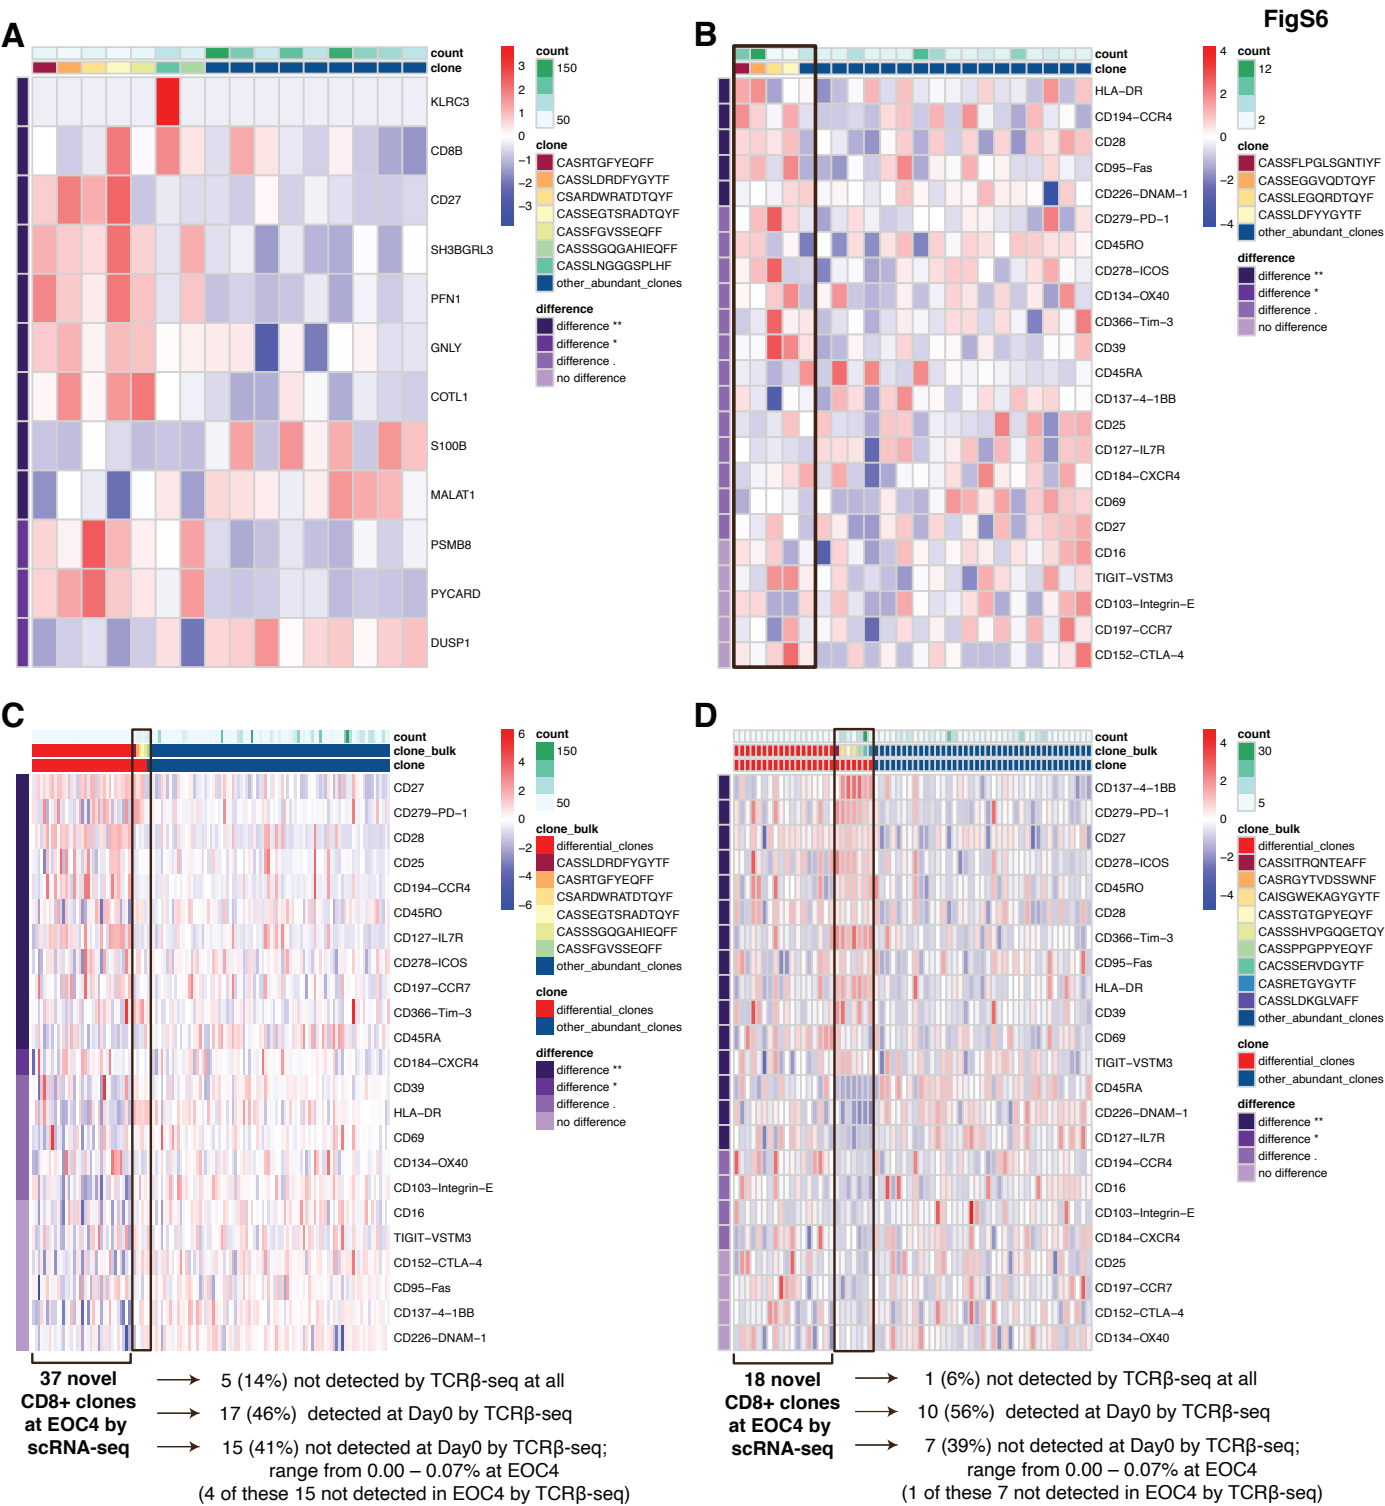 FigS6
A
count
clone
KLRC3
CD8B
CD27
SH3BGRL3
PFN1
GNLY
COTL1
S100B
MALAT1
PSMB8
PYCARD
DUSP1
3
2
1
0
−1
−2
−3
count
150
50
clone
CASRTGFYEQFF
CASSLDRDFYGYTF
CSARDWRATDTQYF
CASSEGTSRADTQYF
CASSFGVSSEQFF
CASSSGQGAHIEQFF
CASSLNGGGSPLHF
other_abundant_clones
difference
difference **
difference *
difference .
no difference
B
count
clone
HLA−DR
CD194−CCR4
CD28
CD95−Fas
CD226−DNAM−1
CD279−PD−1
CD45RO
CD278−ICOS
CD134−OX40
CD366−Tim−3
CD39
CD45RA
CD137−4−1BB
CD25
CD127−IL7R
CD184−CXCR4
CD69
CD27
CD16
TIGIT−VSTM3
CD103−Integrin−E
CD197−CCR7
CD152−CTLA−4
4
2
0
−2
−4
count
12
2
clone
CASSFLPGLSGNTIYF
CASSEGGVQDTQYF
CASSLEGQRDTQYF
CASSLDFYYGYTF
other_abundant_clones
difference
difference **
difference *
difference .
no difference
C
count
clone_bulk
clone
CD27
CD279−PD−1
CD28
CD25
CD194−CCR4
CD45RO
CD127−IL7R
CD278−ICOS
CD197−CCR7
CD366−Tim−3
CD45RA
CD184−CXCR4
CD39
HLA−DR
CD69
CD134−OX40
CD103−Integrin−E
CD16
TIGIT−VSTM3
CD152−CTLA−4
CD95−Fas
CD137−4−1BB
CD226−DNAM−1
6
4
2
0
−2
−4
−6
count
150
50
clone_bulk
differential_clones
CASSLDRDFYGYTF
CASRTGFYEQFF
CSARDWRATDTQYF
CASSEGTSRADTQYF
CASSSGQGAHIEQFF
CASSFGVSSEQFF
other_abundant_clones
clone
differential_clones
other_abundant_clones
difference
difference **
difference *
difference .
no difference
37 novel
CD8+ clones
at EOC4 by
scRNA-seq
5 (14%) not detected by TCRβ-seq at all
17 (46%) detected at Day0 by TCRβ-seq
15 (41%) not detected at Day0 by TCRβ-seq;
range from 0.00 – 0.07% at EOC4
(4 of these 15 not detected in EOC4 by TCRβ-seq)
D
count
clone_bulk
clone
CD137−4−1BB
CD279−PD−1
CD27
CD278−ICOS
CD45RO
CD28
CD366−Tim−3
CD95−Fas
HLA−DR
CD39
CD69
TIGIT−VSTM3
CD45RA
CD226−DNAM−1
CD127−IL7R
CD194−CCR4
CD16
CD103−Integrin−E
CD184−CXCR4
CD25
CD197−CCR7
CD152−CTLA−4
CD134−OX40
4
2
0
−2
−4
count
30
5
clone_bulk
differential_clones
CASSITRQNTEAFF
CASRGYTVDSSWNF
CAISGWEKAGYGYTF
CASSTGTGPYEQYF
CASSSHVPGQGETQY
CASSPPGPPYEQYF
CACSSERVDGYTF
CASRETGYGYTF
CASSLDKGLVAFF
other_abundant_clones
clone
differential_clones
other_abundant_clones
difference
difference **
difference *
difference .
no difference
18 novel
CD8+ clones
at EOC4 by
scRNA-seq
1 (6%) not detected by TCRβ-seq at all
10 (56%) detected at Day0 by TCRβ-seq
7 (39%) not detected at Day0 by TCRβ-seq;
range from 0.00 – 0.07% at EOC4
(1 of these 7 not detected in EOC4 by TCRβ-seq)